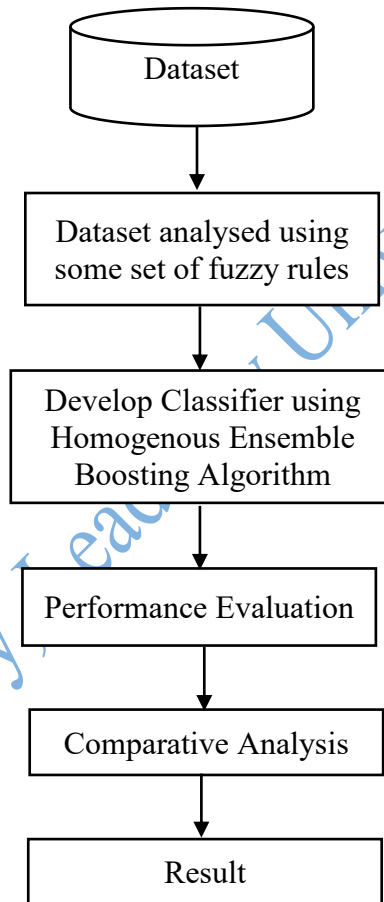 Dataset
Dataset analysed using
some set of fuzzy rules
Develop Classifier using
Homogenous Ensemble
Boosting Algorithm
Performance Evaluation
Comparative Analysis
Result